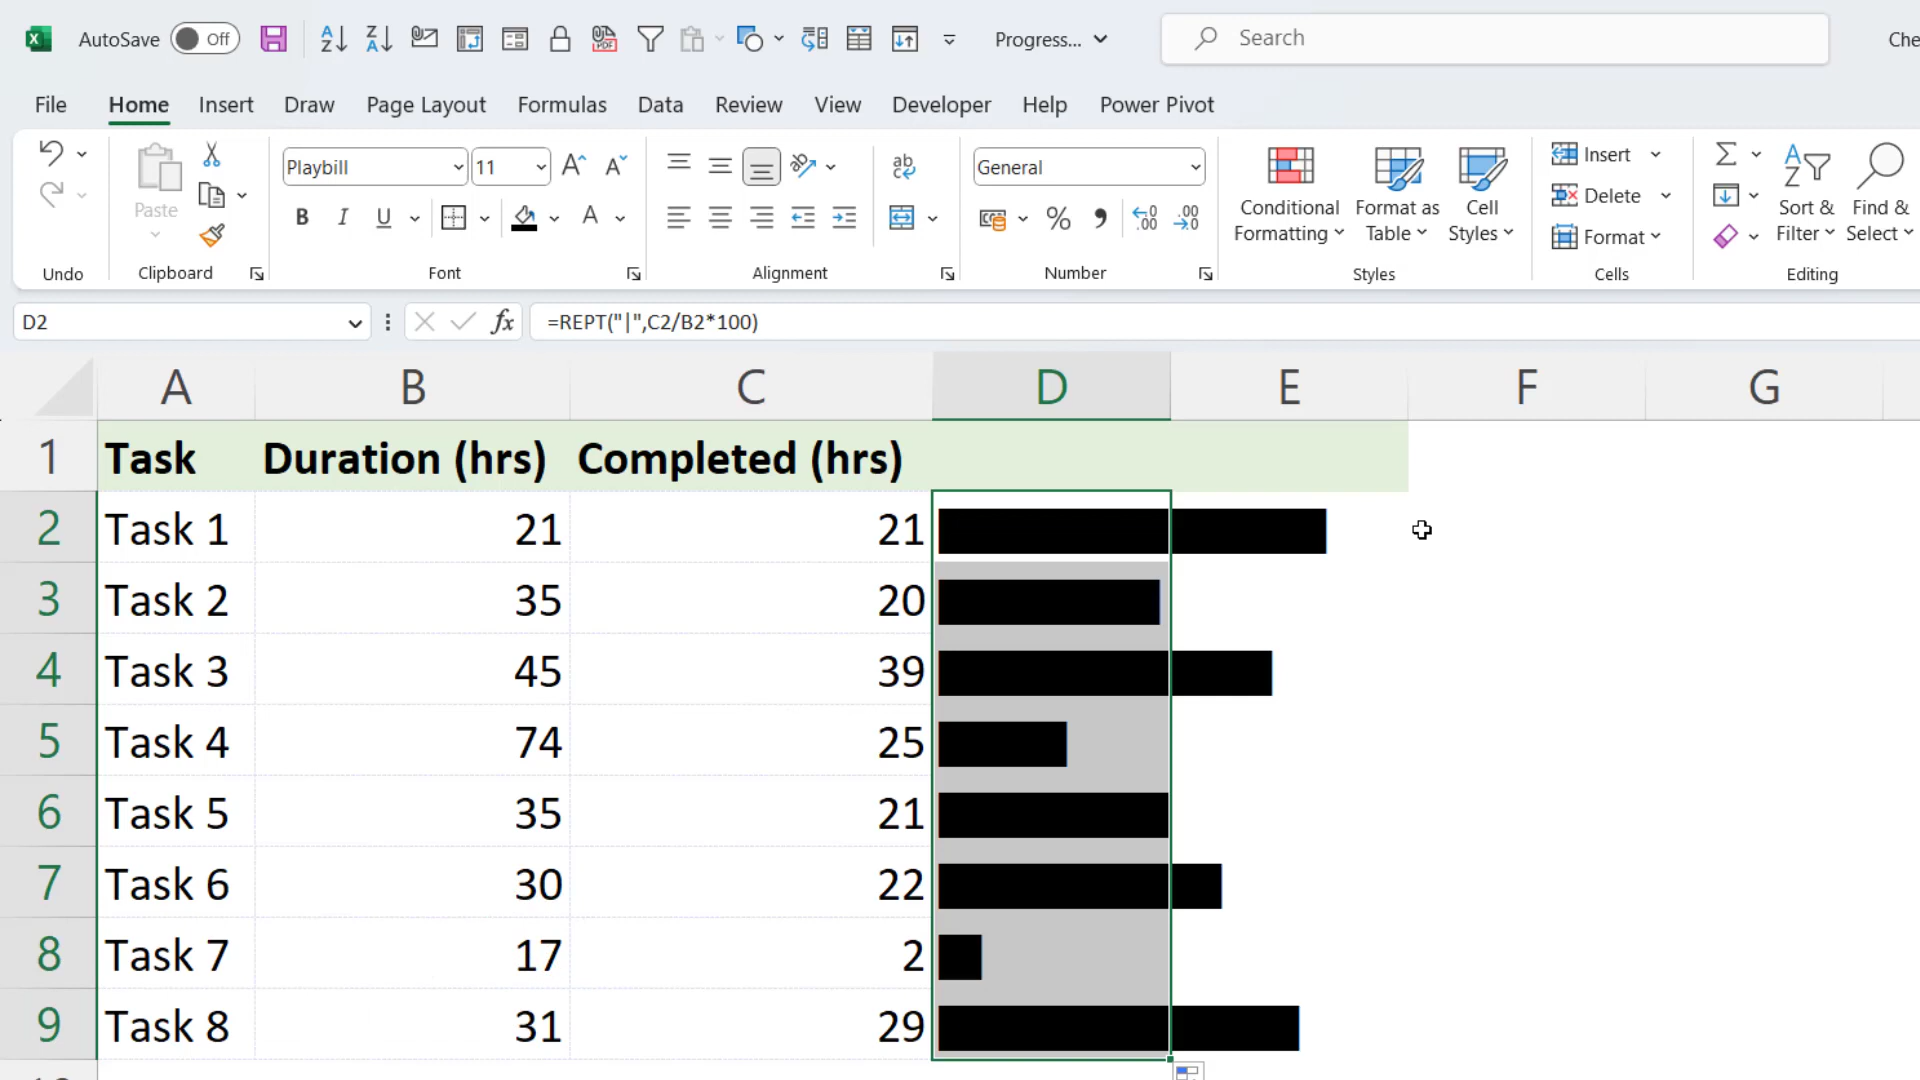 AutoSave Off Progress... Search Che
File Home Insert Draw Page Layout Formulas Data Review View Developer Help Power Pivot
Playbill 11 General
Paste
Conditional Formatting
Format as Table
Cell Styles
Insert
Delete
Format
Sort & Filter
Find & Select
Undo Clipboard Font Alignment Number Styles Cells Editing
D2 =REPT("|",C2/B2*100)
A B C D E F G
1 Task Duration (hrs) Completed (hrs)
2 Task 1 21 21
3 Task 2 35 20
4 Task 3 45 39
5 Task 4 74 25
6 Task 5 35 21
7 Task 6 30 22
8 Task 7 17 2
9 Task 8 31 29